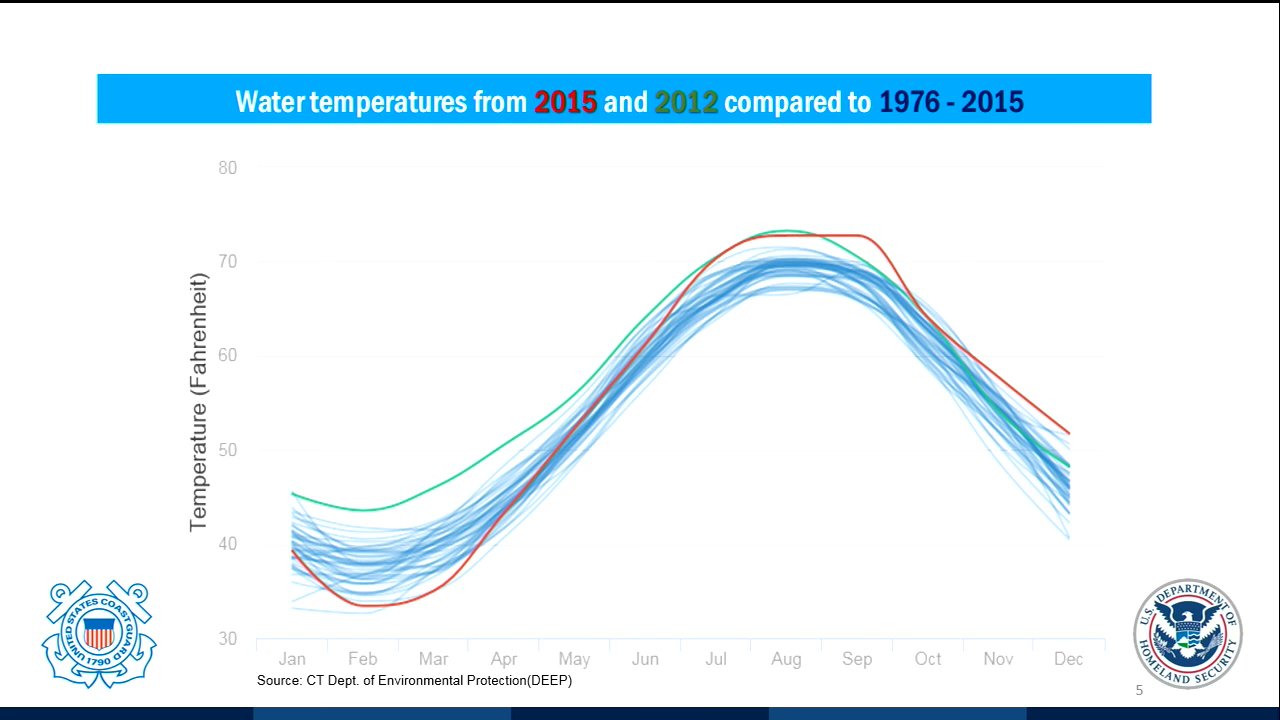 Water temperatures from 2015 and 2012 compared to 1976 - 2015
80
70
60
50
40
30
Temperature (Fahrenheit)
Jan Feb Mar Apr May Jun Jul Aug Sep Oct Nov Dec
Source: CT Dept. of Environmental Protection(DEEP)
UNITED STATES COAST GUARD
1790
U.S. DEPARTMENT OF
HOMELAND SECURITY
5